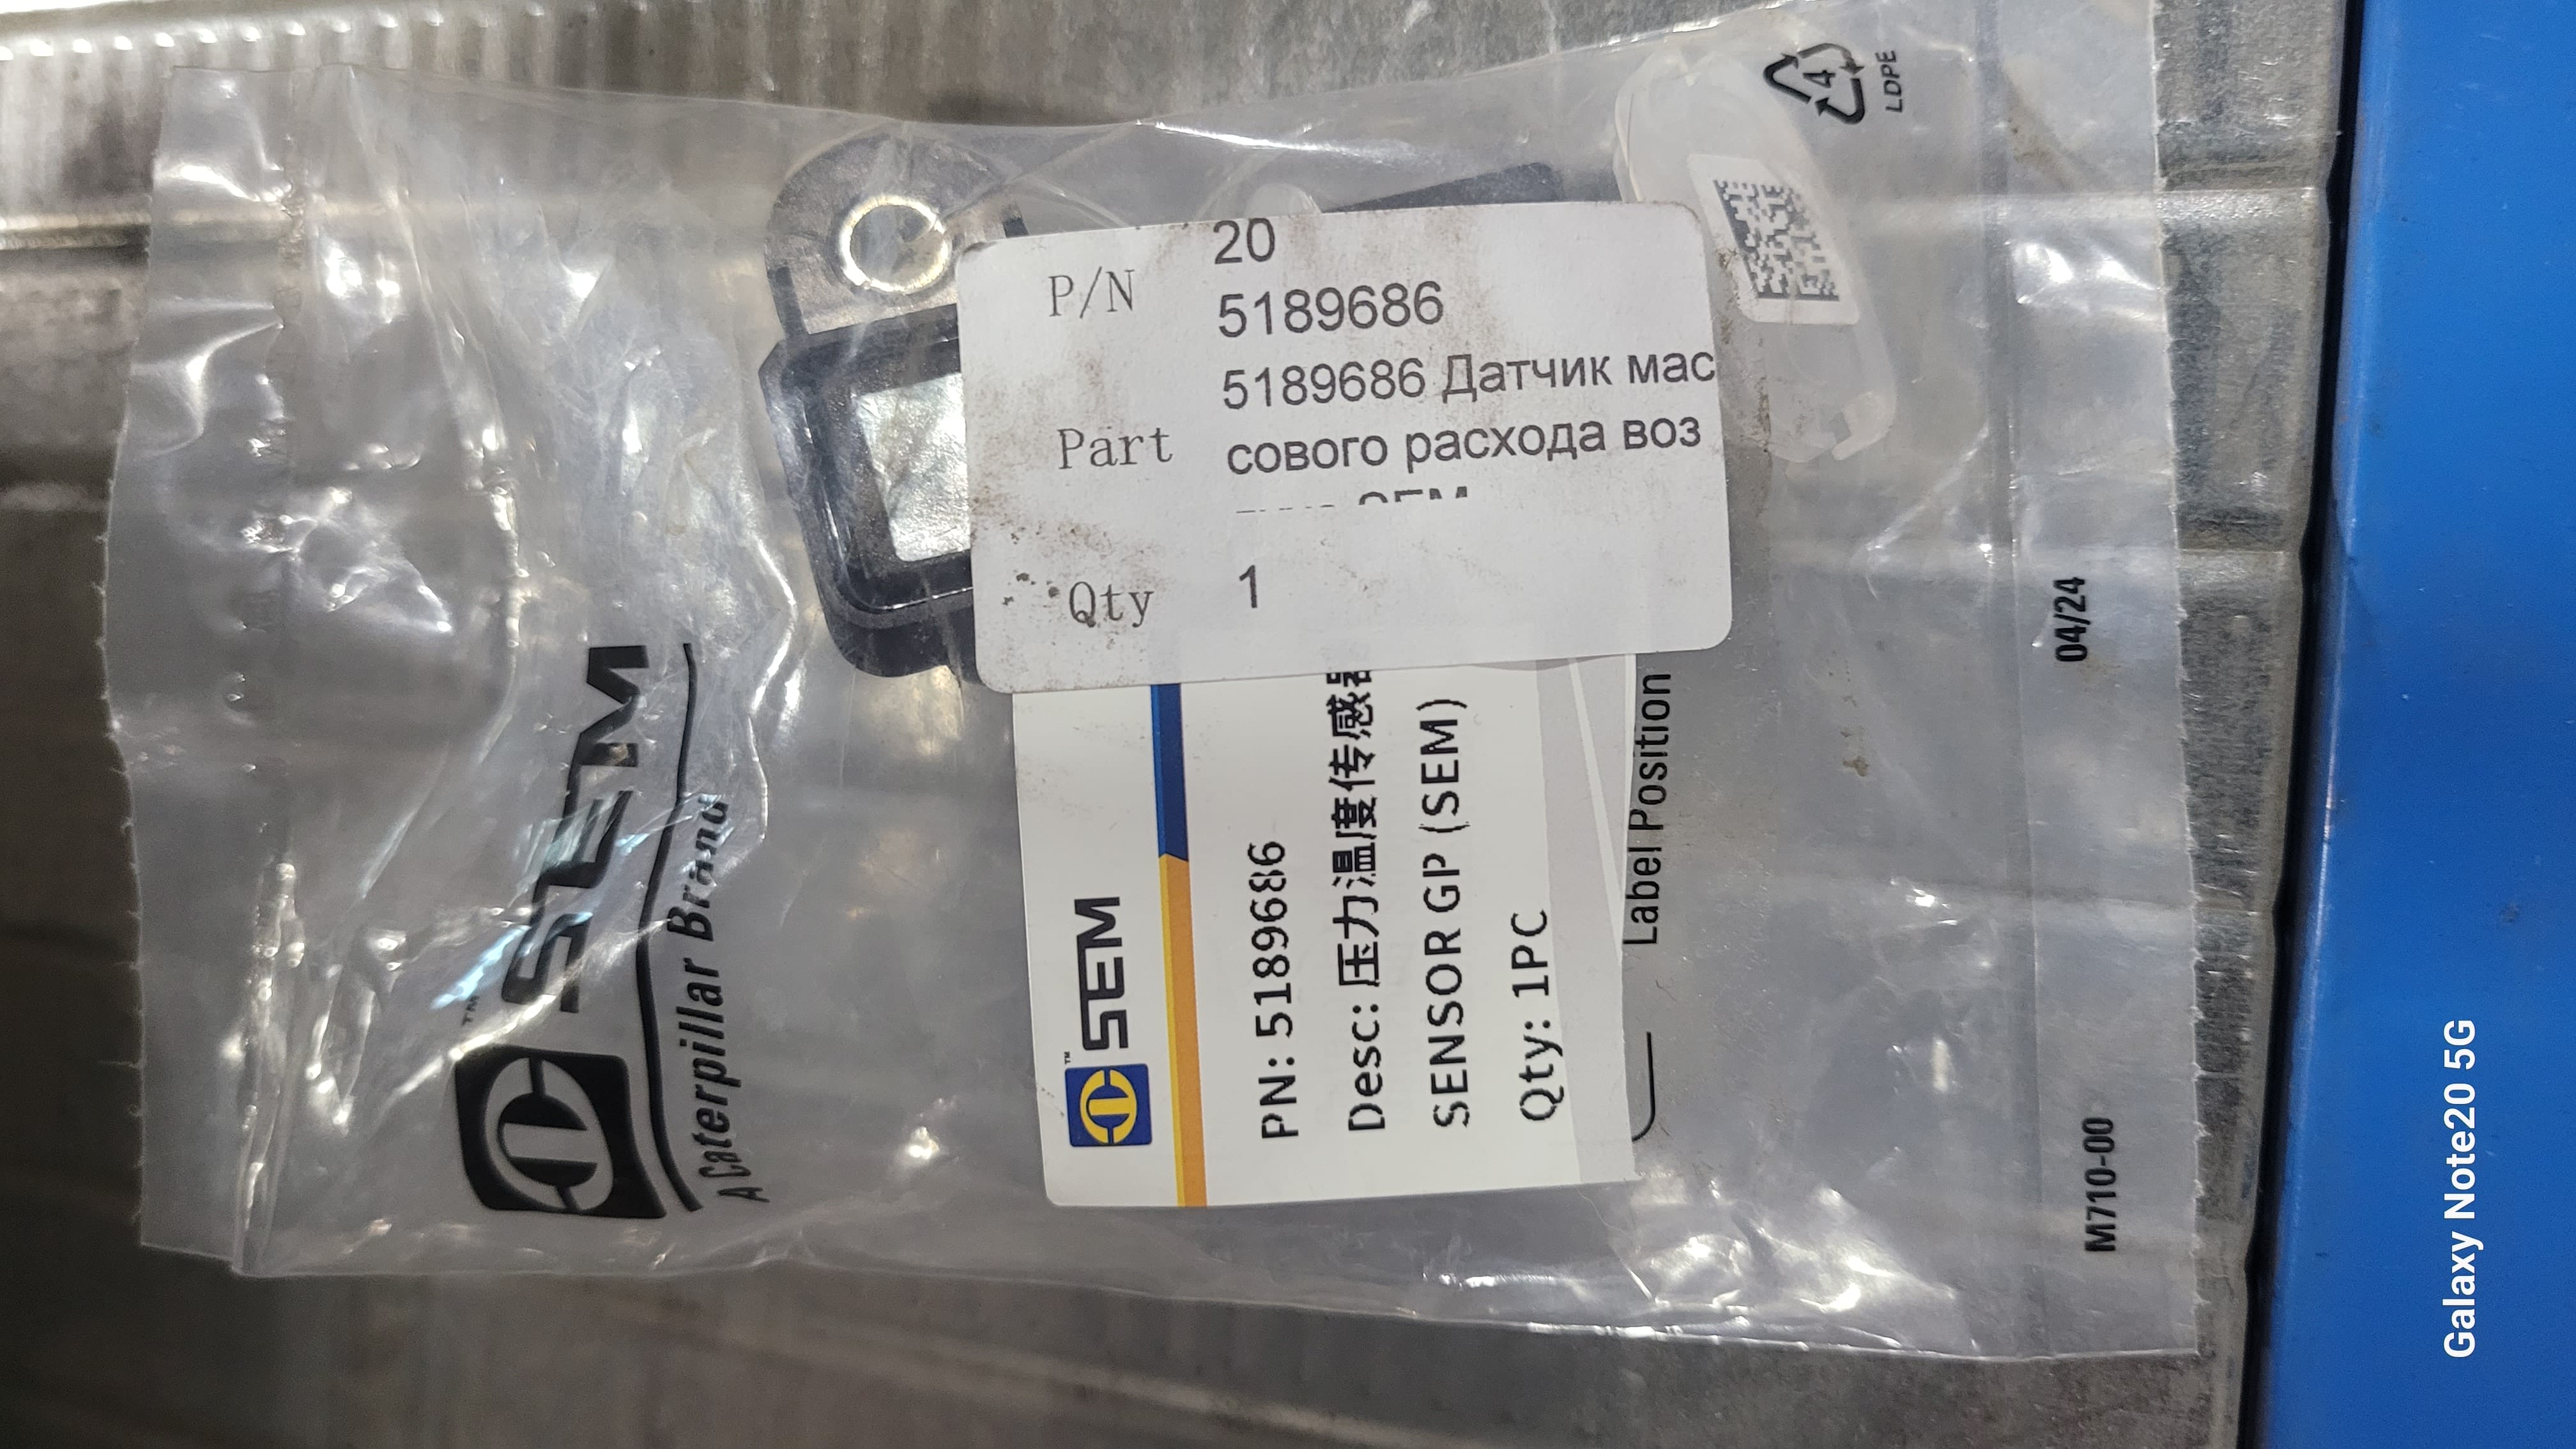 20
P/N
5189686
5189686 Датчик мас
Part
сового расхода воз
Qty 1
SEM
PN: 5189686
Desc: 压力温度传感器
SENSOR GP (SEM)
Qty: 1PC
Label Position
TM
SEM
A Caterpillar Brand
4
LDPE
04/24
M710-00
Galaxy Note20 5G